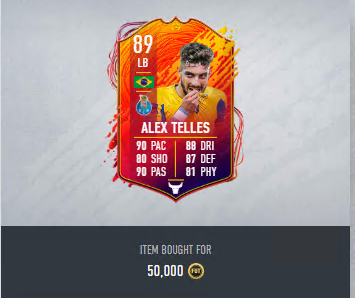 89
LB
ALEX TELLES
90 PAC 88 DRI
80 SHO 87 DEF
90 PAS 81 PHY
ITEM BOUGHT FOR
50,000 FUT